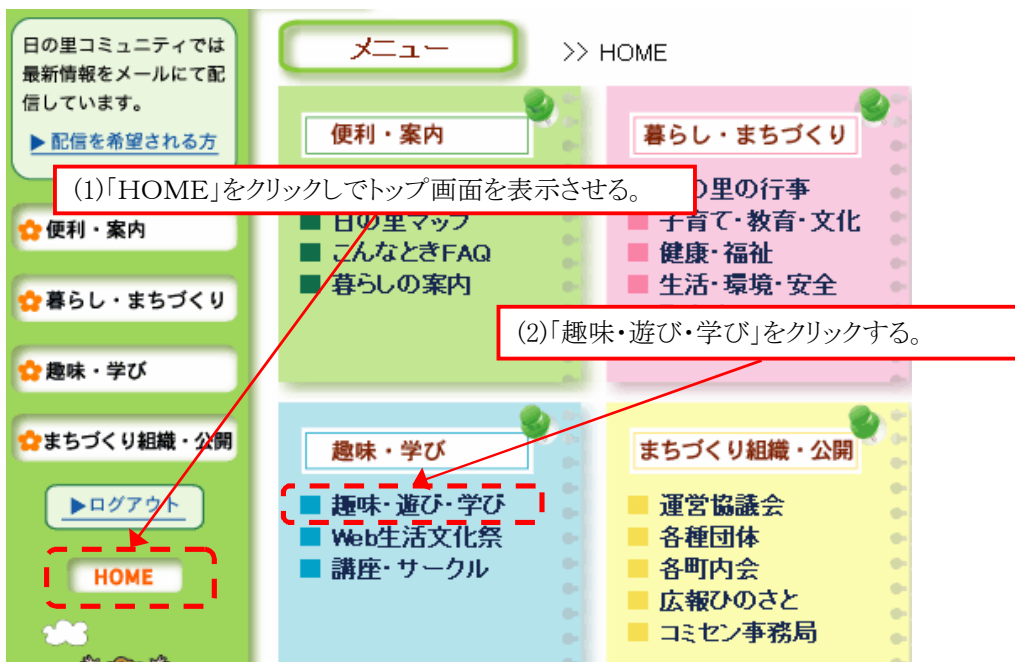 日の里コミュニティでは
最新情報をメールにて配
信しています。
▶配信を希望される方
便利・案内
暮らし・まちづくり
趣味・学び
まちづくり組織・公開
▶ログアウト
HOME
メニュー
>> HOME
(1)「HOME」をクリックしでトップ画面を表示させる。
(2)「趣味・遊び・学び」をクリックする。
便利・案内
日の里マップ
こんなときFAQ
暮らしの案内
暮らし・まちづくり
の里の行事
子育て・教育・文化
健康・福祉
生活・環境・安全
趣味・学び
趣味・遊び・学び
Web生活文化祭
講座・サークル
まちづくり組織・公開
運営協議会
各種団体
各町内会
広報ひのさと
コミセン事務局